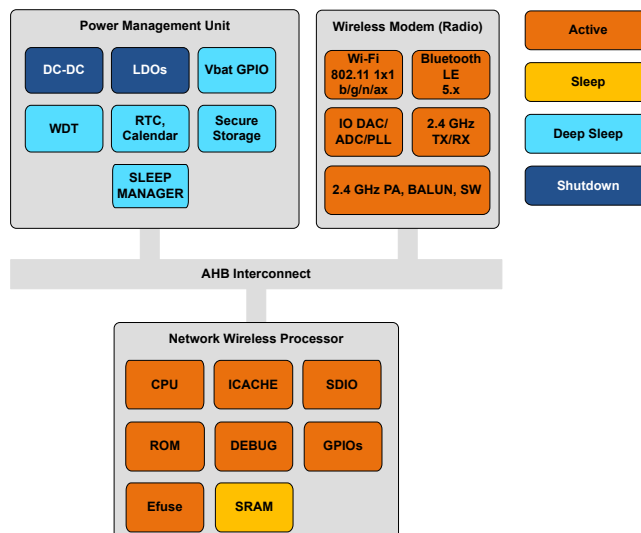 Power Management Unit
DC-DC
LDOs
Vbat GPIO
WDT
RTC,
Calendar
Secure
Storage
SLEEP
MANAGER
Wireless Modem (Radio)
Wi-Fi
802.11 1x1
b/g/n/ax
Bluetooth
LE
5.x
IO DAC/
ADC/PLL
2.4 GHz
TX/RX
2.4 GHz PA, BALUN, SW
Active
Sleep
Deep Sleep
Shutdown
AHB Interconnect
Network Wireless Processor
CPU
ICACHE
SDIO
ROM
DEBUG
GPIOs
Efuse
SRAM